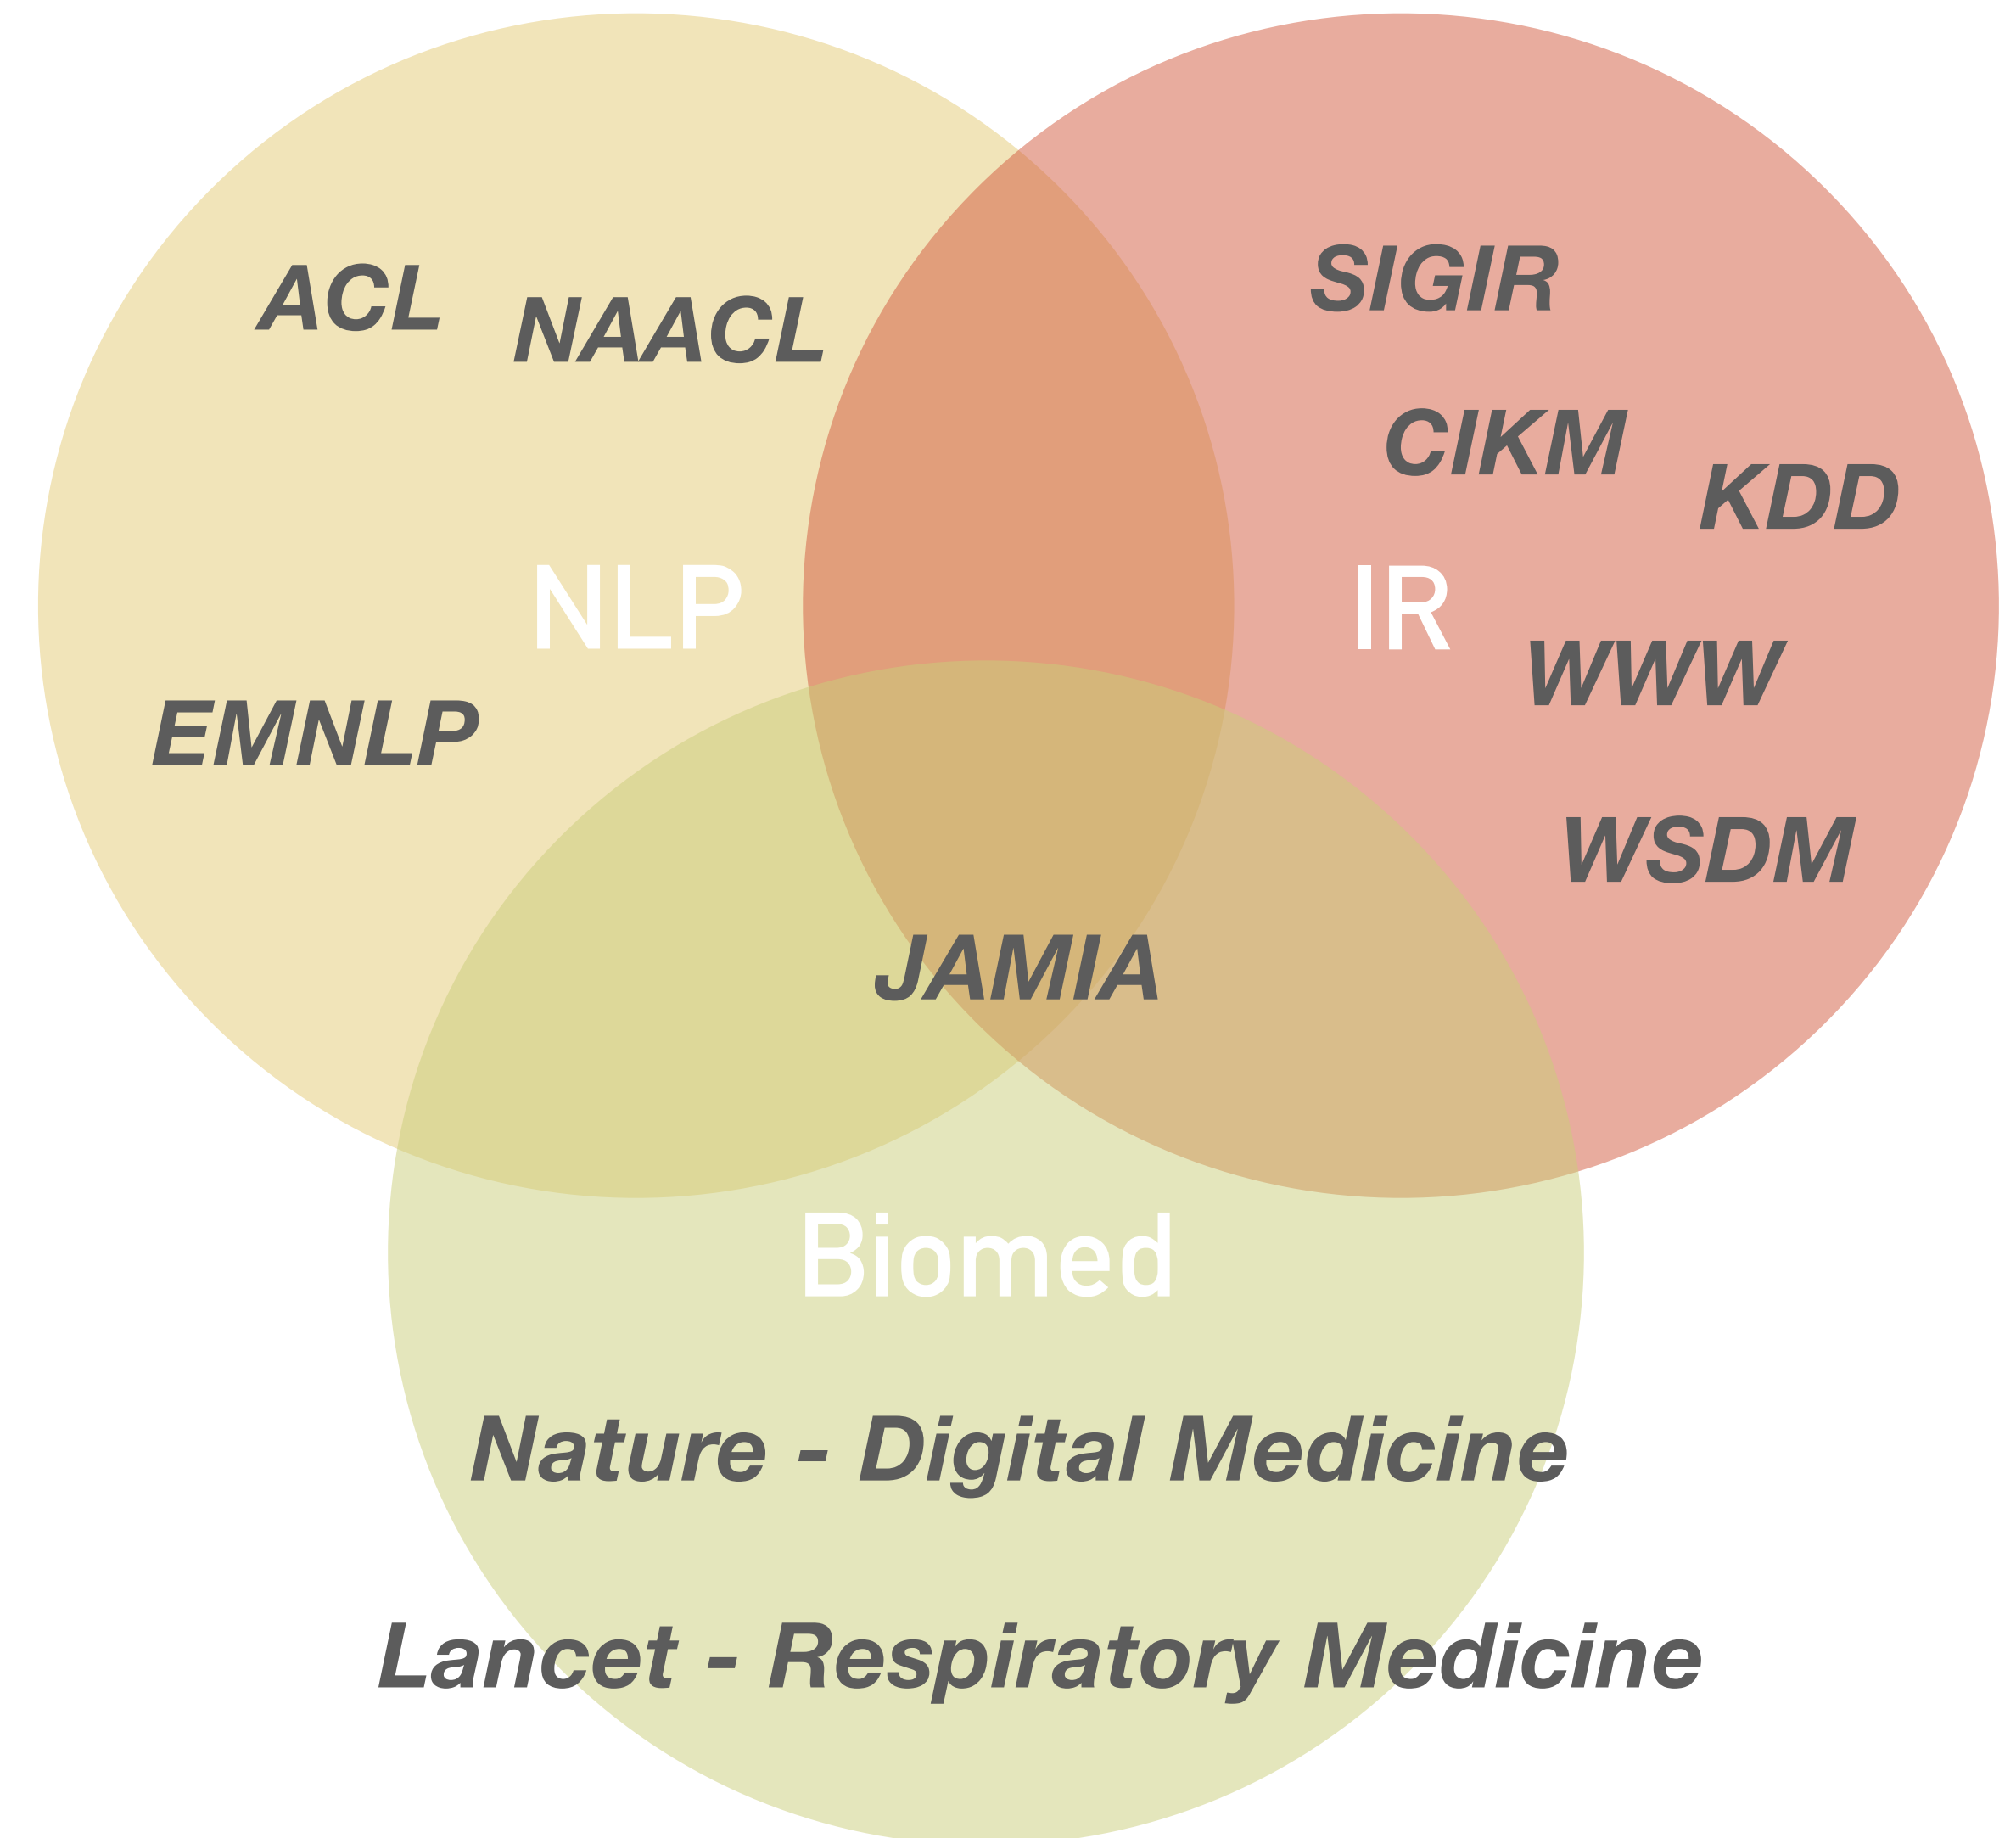 ACL
NAACL
SIGIR
CIKM
KDD
NLP
IR
WWW
EMNLP
WSDM
JAMIA
Biomed
Nature - Digital Medicine
Lancet - Respiratory Medicine